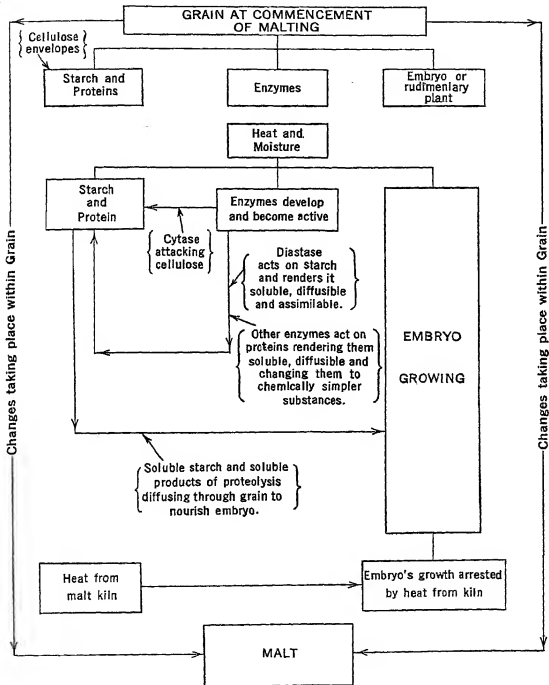 GRAIN AT COMMENCEMENT
OF MALTING
Cellulose
envelopes
Starch and
Proteins
Enzymes
Embryo or
rudimentary
plant
Heat and
Moisture
Starch
and
Protein
Enzymes develop
and become active
Cytase
attacking
cellulose
Diastase
acts on starch
and renders it
soluble, diffusible
and assimilable.
Other enzymes act on
proteins rendering them
soluble, diffusible and
changing them to
chemically simpler
substances.
EMBRYO
GROWING
Soluble starch and soluble
products of proteolysis
diffusing through grain to
nourish embryo.
Heat from
malt kiln
Embryo's growth arrested
by heat from kiln
MALT
Changes taking place within Grain
Changes taking place within Grain